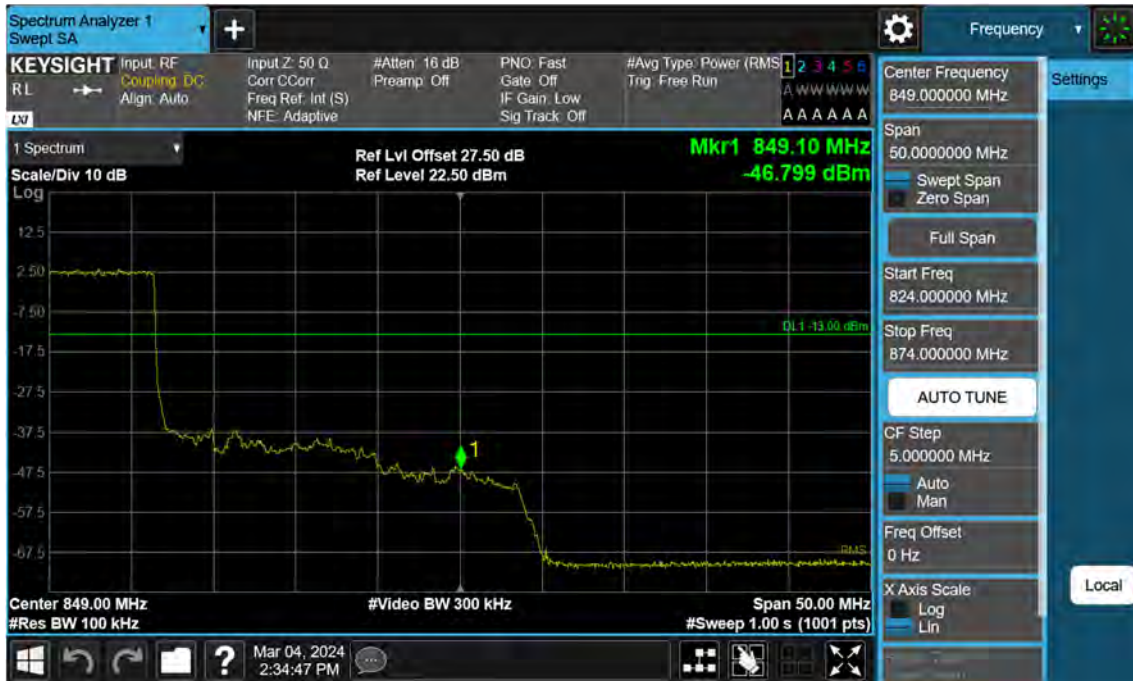 Spectrum Analyzer 1
Swept SA
+
Frequency
KEYSIGHT
RL
LXI
Input: RF
Coupling: DC
Align: Auto
Input Z: 50 Ω
Corr CCorr
Freq Ref: Int (S)
NFE: Adaptive
#Atten: 16 dB
Preamp: Off
PNO: Fast
Gate: Off
IF Gain: Low
Sig Track: Off
#Avg Type: Power (RMS
Trig: Free Run
1 2 3 4 5 6
A W W W W W
A A A A A A
1 Spectrum
Scale/Div 10 dB
Log
Ref Lvl Offset 27.50 dB
Ref Level 22.50 dBm
Mkr1 849.10 MHz
-46.799 dBm
12.5
2.50
-7.50
-17.5
-27.5
-37.5
-47.5
-57.5
-67.5
DL1 -13.00 dBm
1
RMS
Center 849.00 MHz
#Res BW 100 kHz
#Video BW 300 kHz
Span 50.00 MHz
#Sweep 1.00 s (1001 pts)
?
Mar 04, 2024
2:34:47 PM
Center Frequency
849.000000 MHz
Span
50.0000000 MHz
Swept Span
Zero Span
Full Span
Start Freq
824.000000 MHz
Stop Freq
874.000000 MHz
AUTO TUNE
CF Step
5.000000 MHz
Auto
Man
Freq Offset
0 Hz
X Axis Scale
Log
Lin
Settings
Local